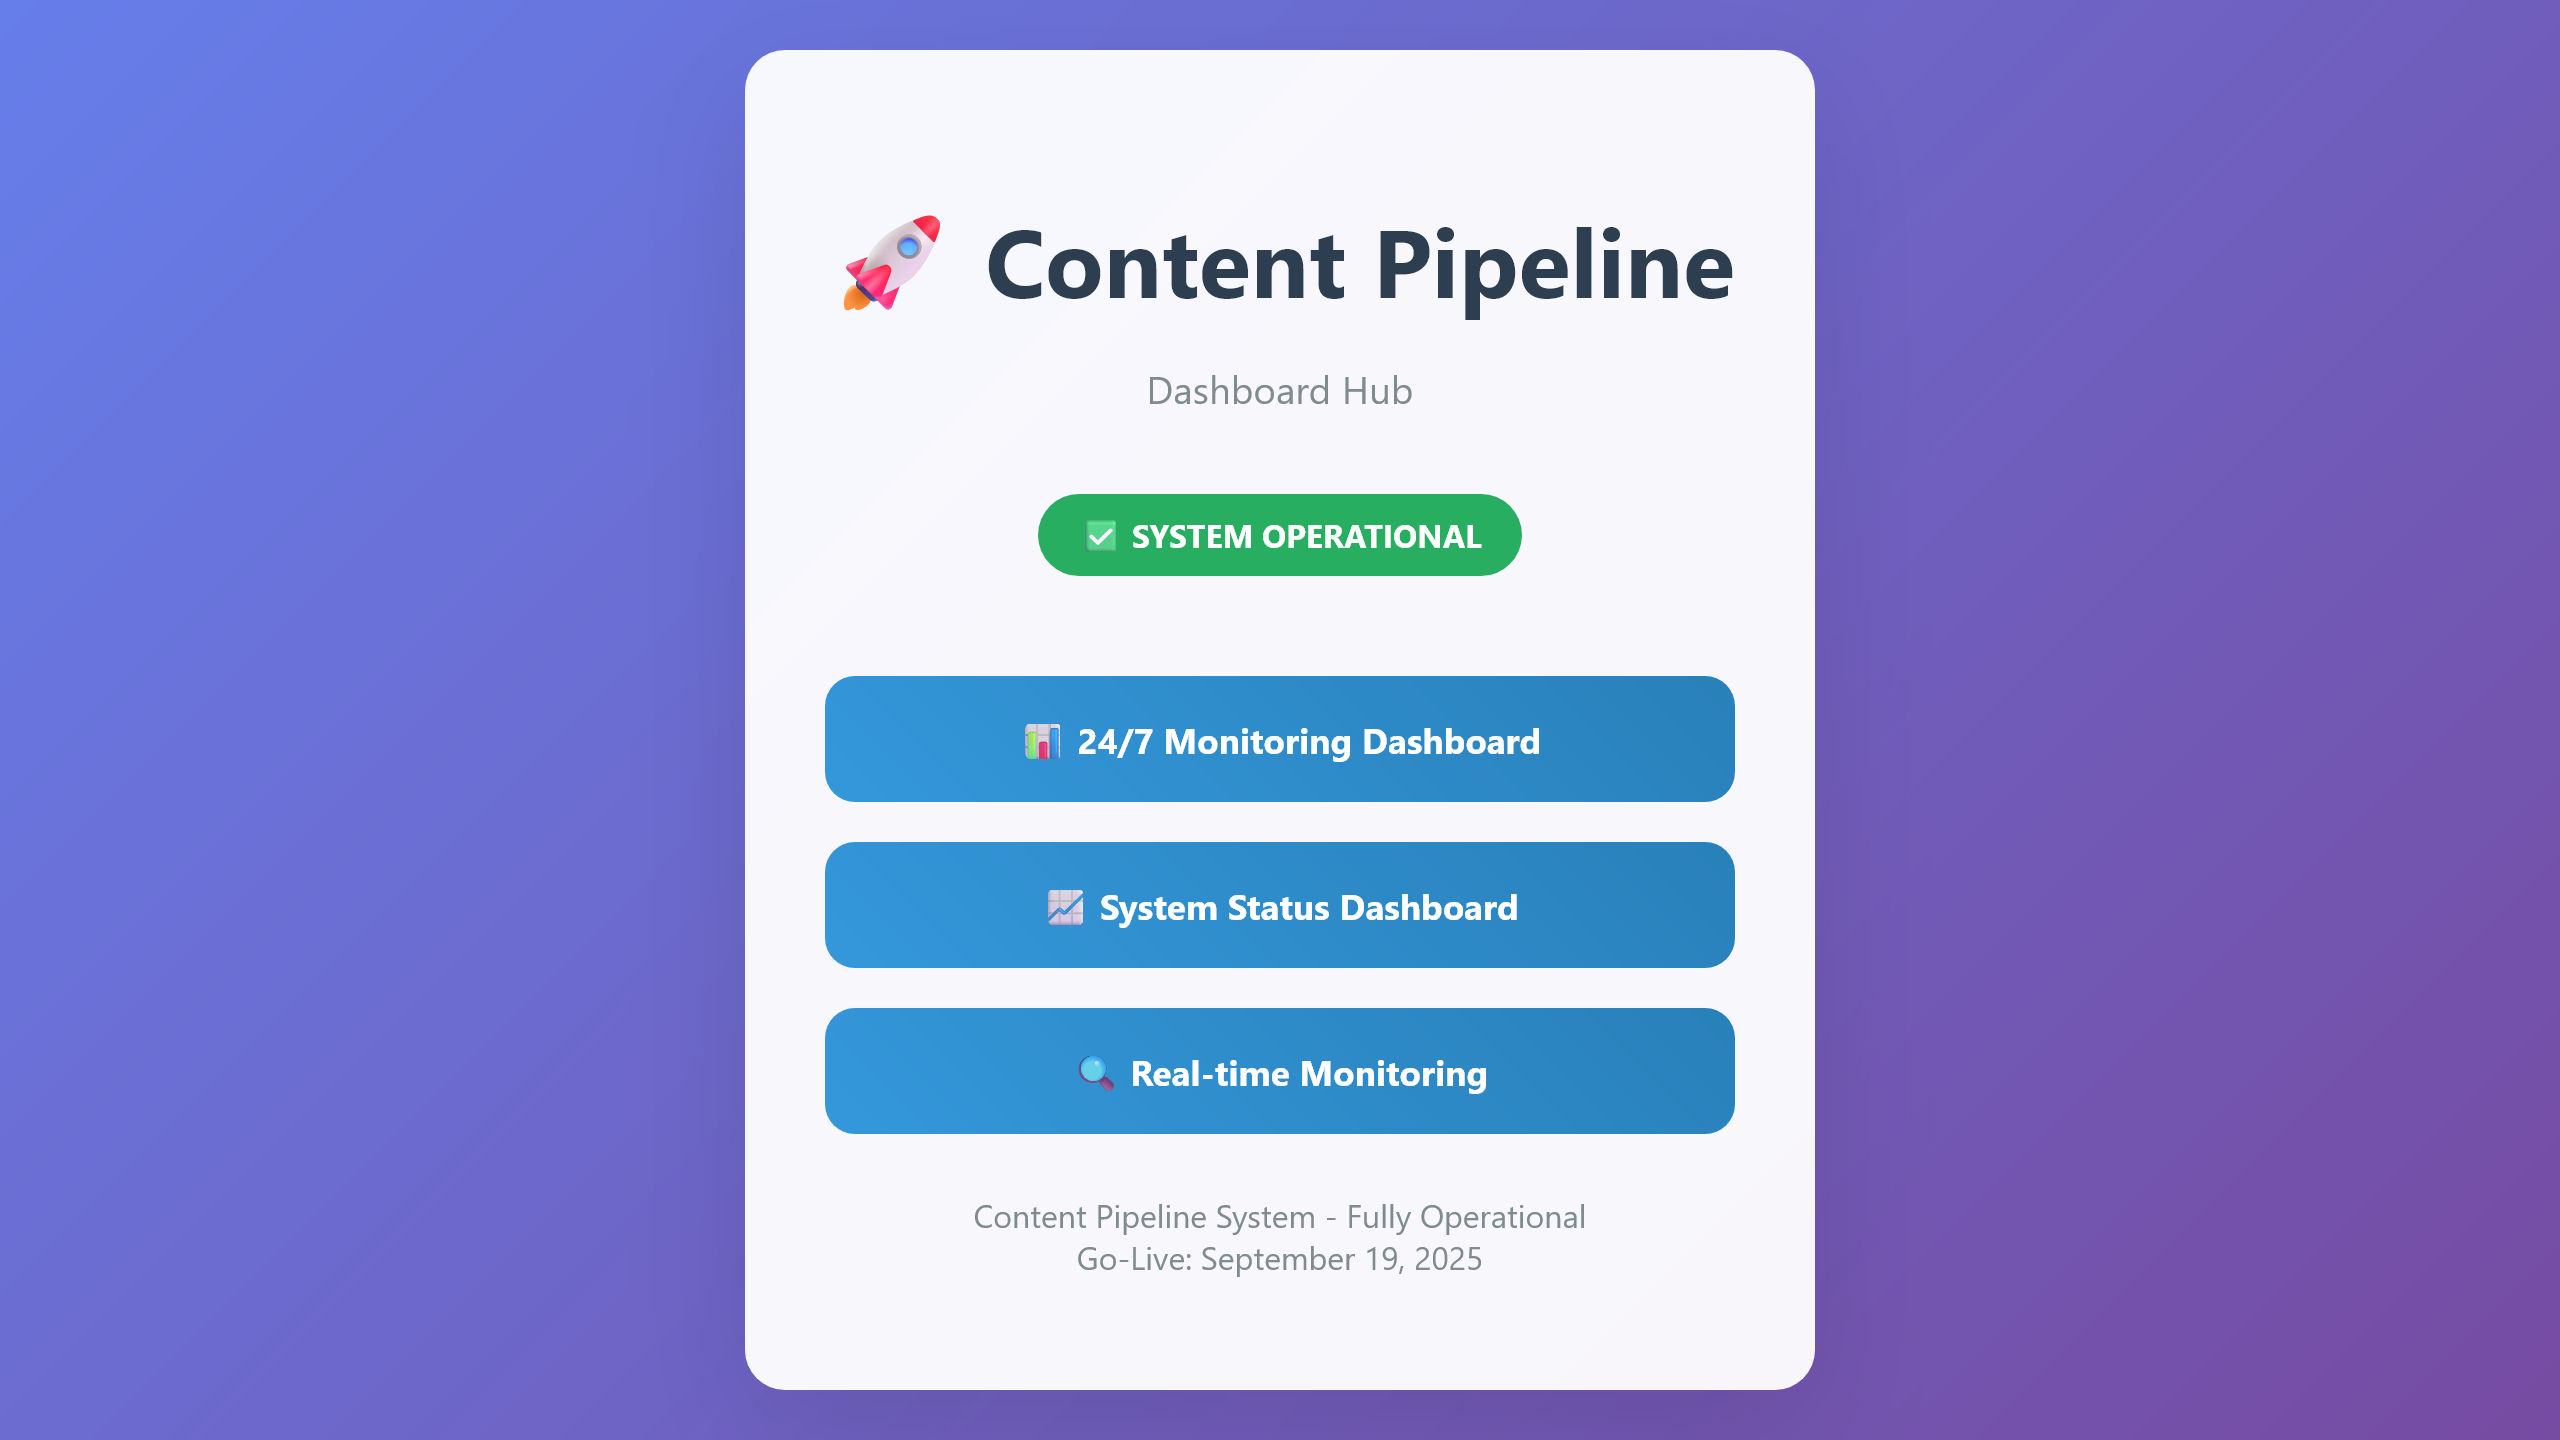 🚀 Content Pipeline
Dashboard Hub
✅ SYSTEM OPERATIONAL
📊 24/7 Monitoring Dashboard
📈 System Status Dashboard
🔍 Real-time Monitoring
Content Pipeline System - Fully Operational
Go-Live: September 19, 2025